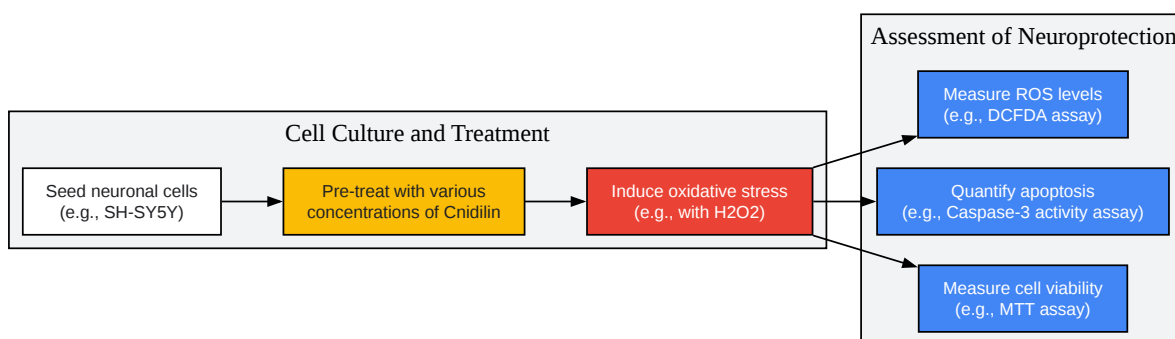 Cell Culture and Treatment
Seed neuronal cells
(e.g., SH-SY5Y)
Pre-treat with various
concentrations of Cnidilin
Induce oxidative stress
(e.g., with H2O2)
Assessment of Neuroprotection
Measure ROS levels
(e.g., DCFDA assay)
Quantify apoptosis
(e.g., Caspase-3 activity assay)
Measure cell viability
(e.g., MTT assay)